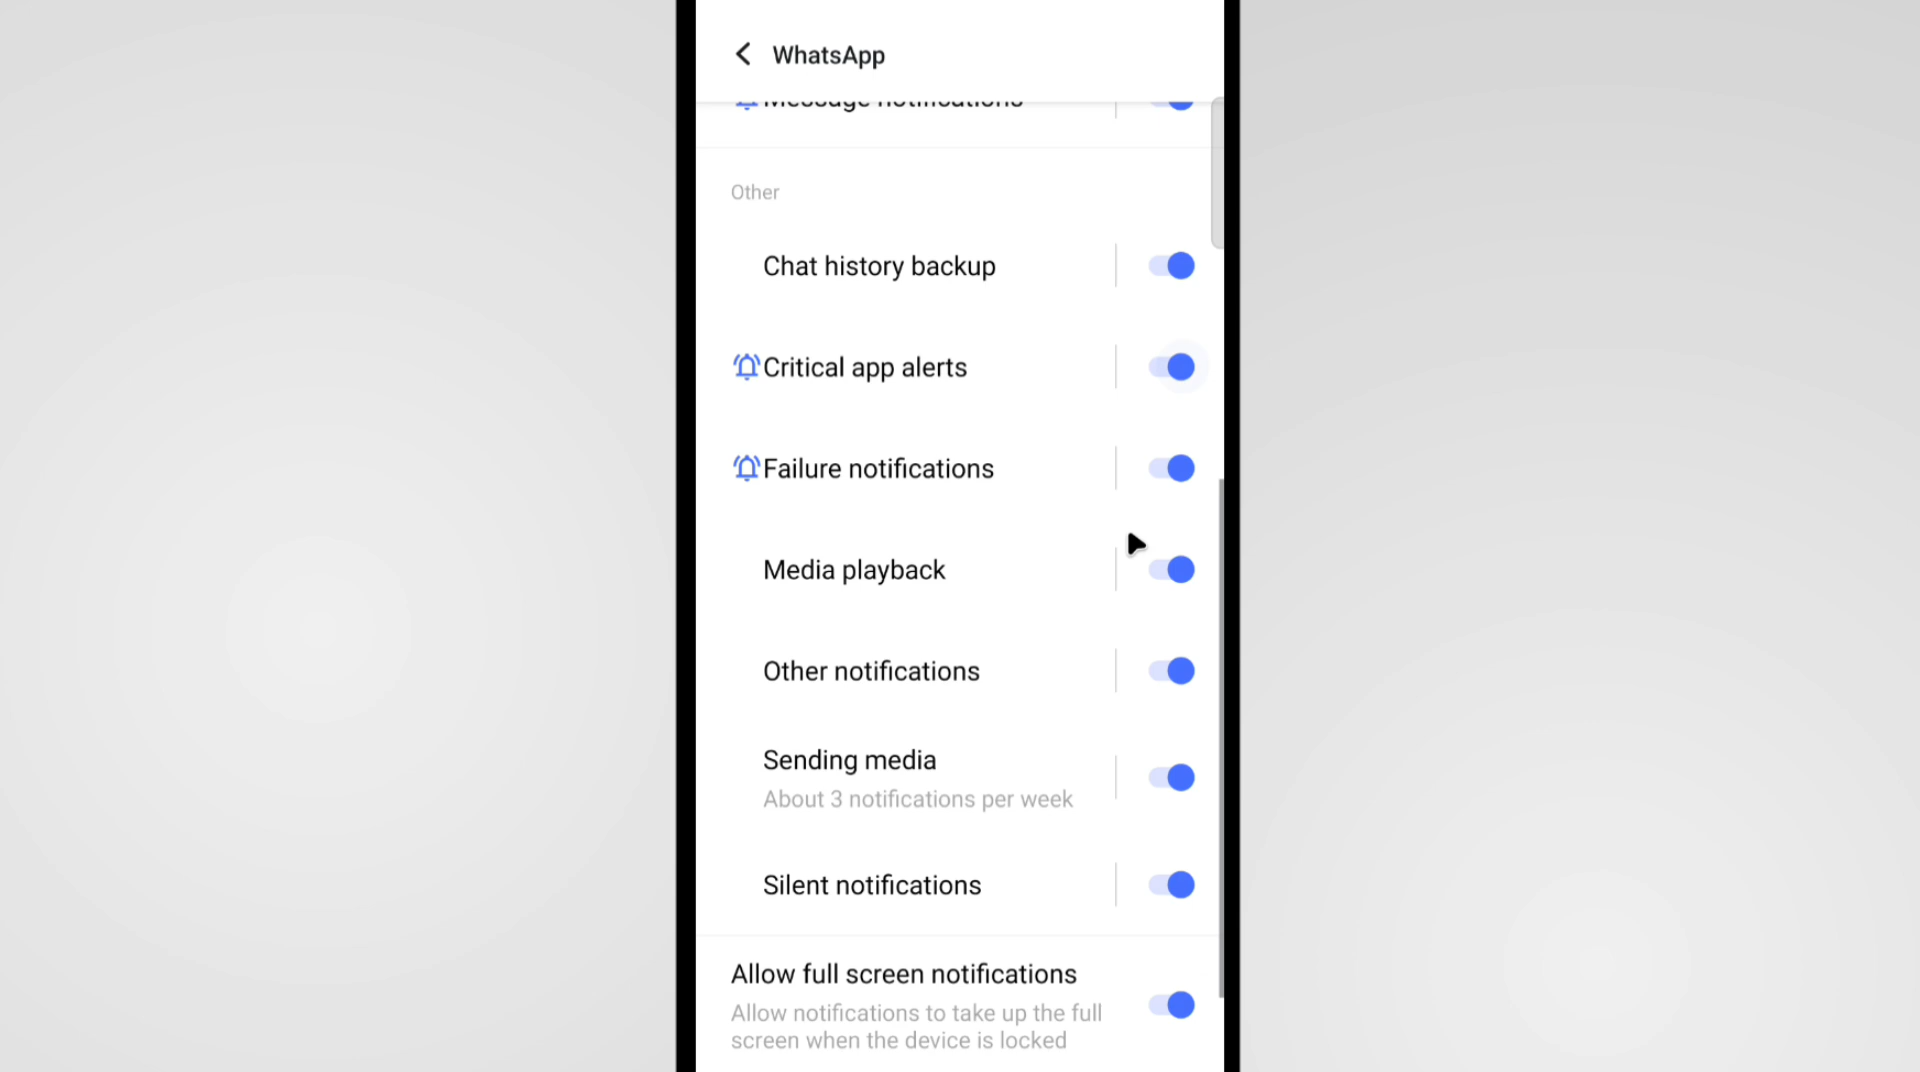 WhatsApp
Message notifications
Other
Chat history backup
Critical app alerts
Failure notifications
Media playback
Other notifications
Sending media
About 3 notifications per week
Silent notifications
Allow full screen notifications
Allow notifications to take up the full
screen when the device is locked